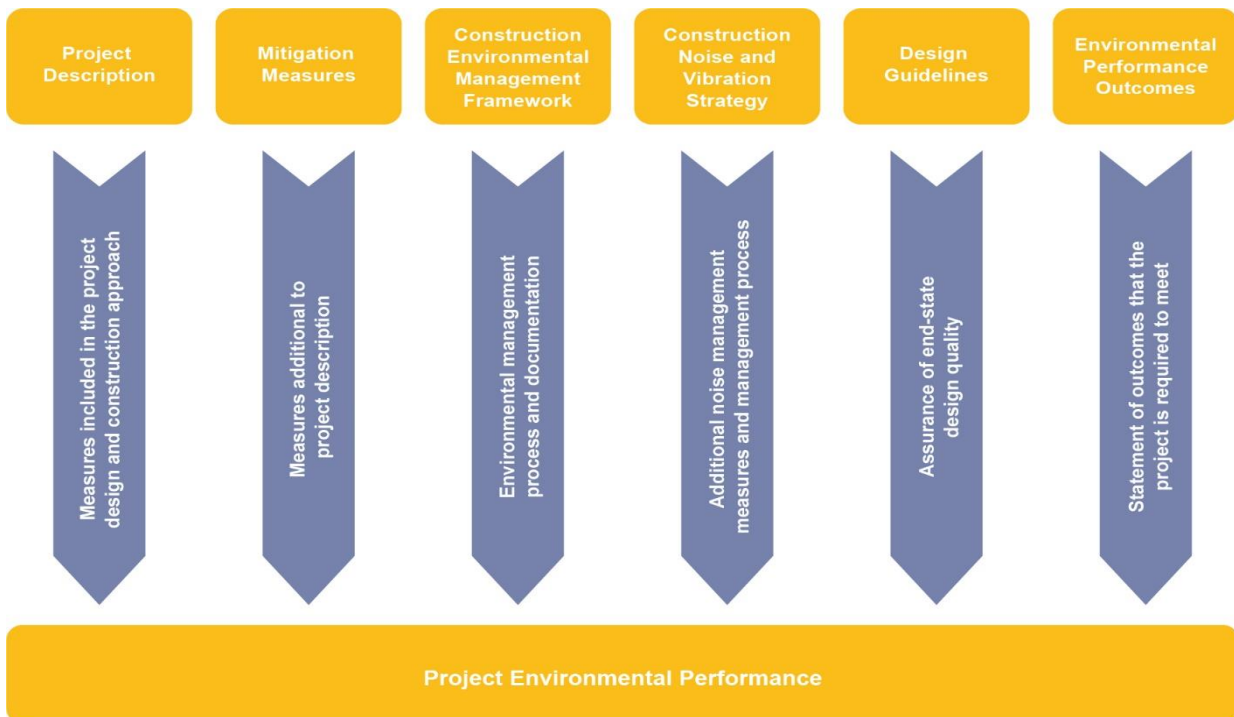 Project
Description
Mitigation
Measures
Construction
Environmental
Management
Framework
Construction
Noise and
Vibration
Strategy
Design
Guidelines
Environmental
Performance
Outcomes
Measures included in the project
design and construction approach
Measures additional to
project description
Environmental management
process and documentation
Additional noise management
measures and management process
Assurance of end-state
design quality
Statement of outcomes that the
project is required to meet
Project Environmental Performance